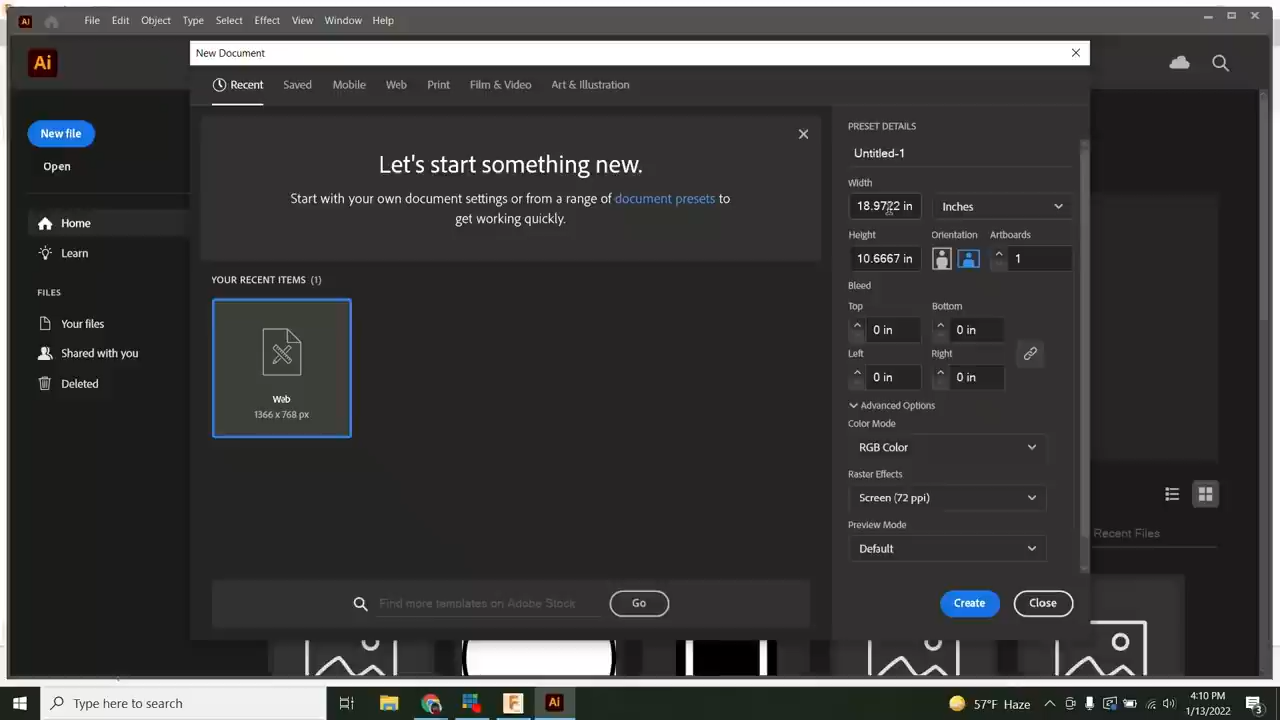 Ai File Edit Object Type Select Effect View Window Help
New Document
Ai
Recent Saved Mobile Web Print Film & Video Art & Illustration
New file
Open
Home
Learn
FILES
Your files
Shared with you
Deleted
Let's start something new.
Start with your own document settings or from a range of document presets to
get working quickly.
YOUR RECENT ITEMS (1)
Web
1366 x 768 px
Find more templates on Adobe Stock Go
PRESET DETAILS
Untitled-1
Width
18.9722 in Inches
Height Orientation Artboards
10.6667 in 1
Bleed
Top Bottom
0 in 0 in
Left Right
0 in 0 in
Advanced Options
Color Mode
RGB Color
Raster Effects
Screen (72 ppi)
Preview Mode
Default
Create Close
Recent Files
Type here to search
Ai
57°F Haze
4:10 PM
1/13/2022
3